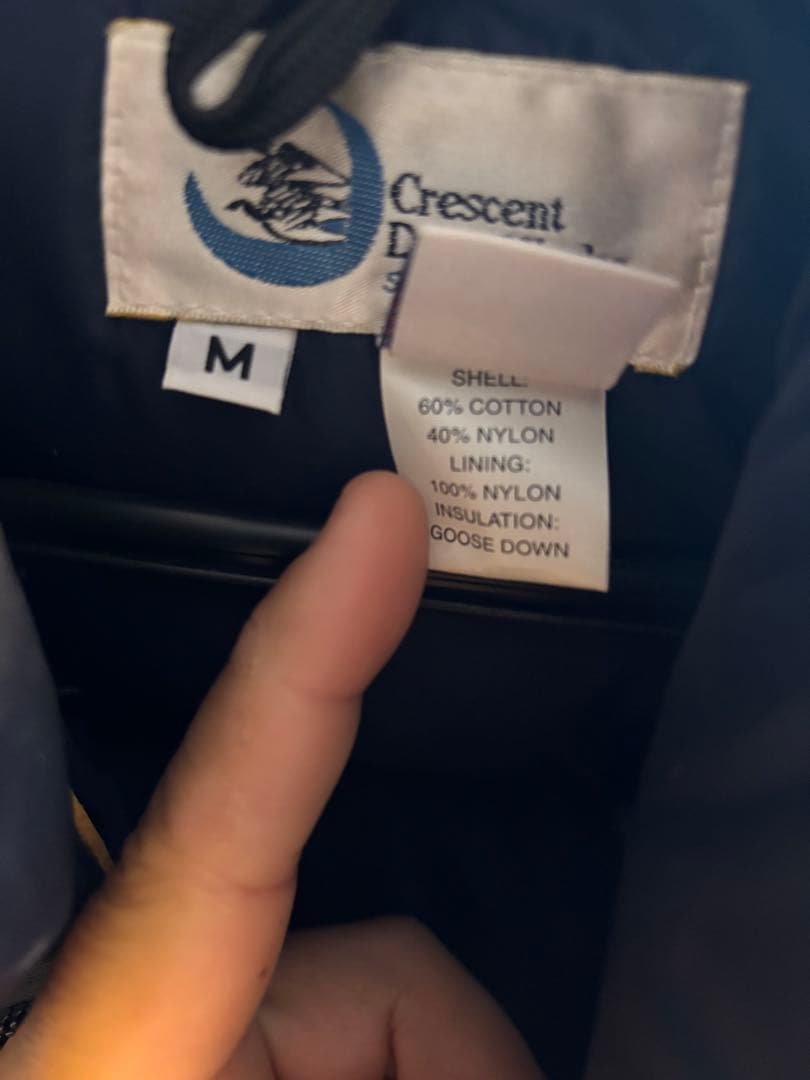 Crescent
D
M
SHELL:
60% COTTON
40% NYLON
LINING:
100% NYLON
INSULATION:
GOOSE DOWN